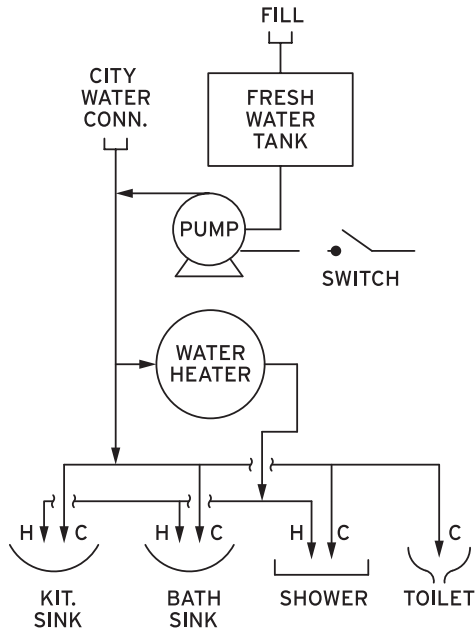 FILL
CITY
WATER
CONN.
FRESH
WATER
TANK
PUMP
SWITCH
WATER
HEATER
H C H C H C C
KIT.
SINK
BATH
SINK
SHOWER
TOILET